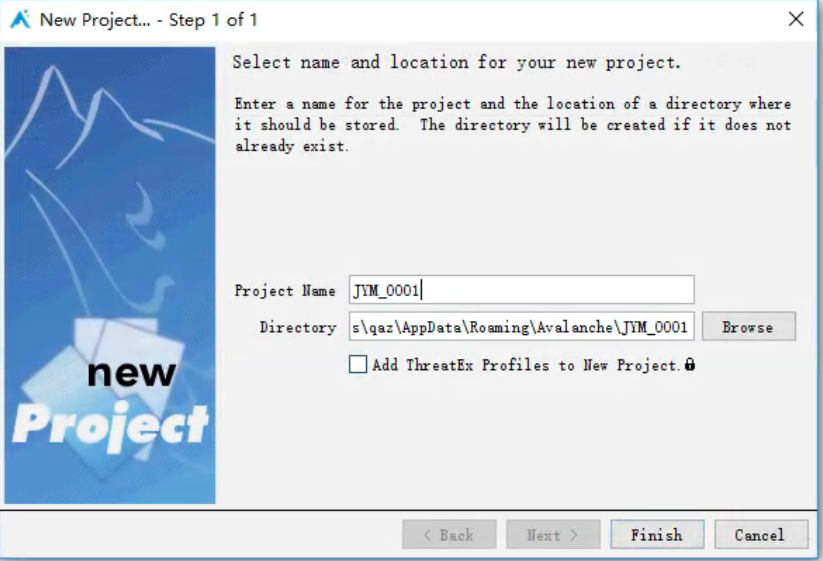 New Project... - Step 1 of 1
Select name and location for your new project.
Enter a name for the project and the location of a directory where
it should be stored. The directory will be created if it does not
already exist.
Project Name JYM_0001
Directory s\qaz\AppData\Roaming\Avalanche\JYM_0001 Browse
Add ThreatEx Profiles to New Project.
new
Project
< Back Next > Finish Cancel